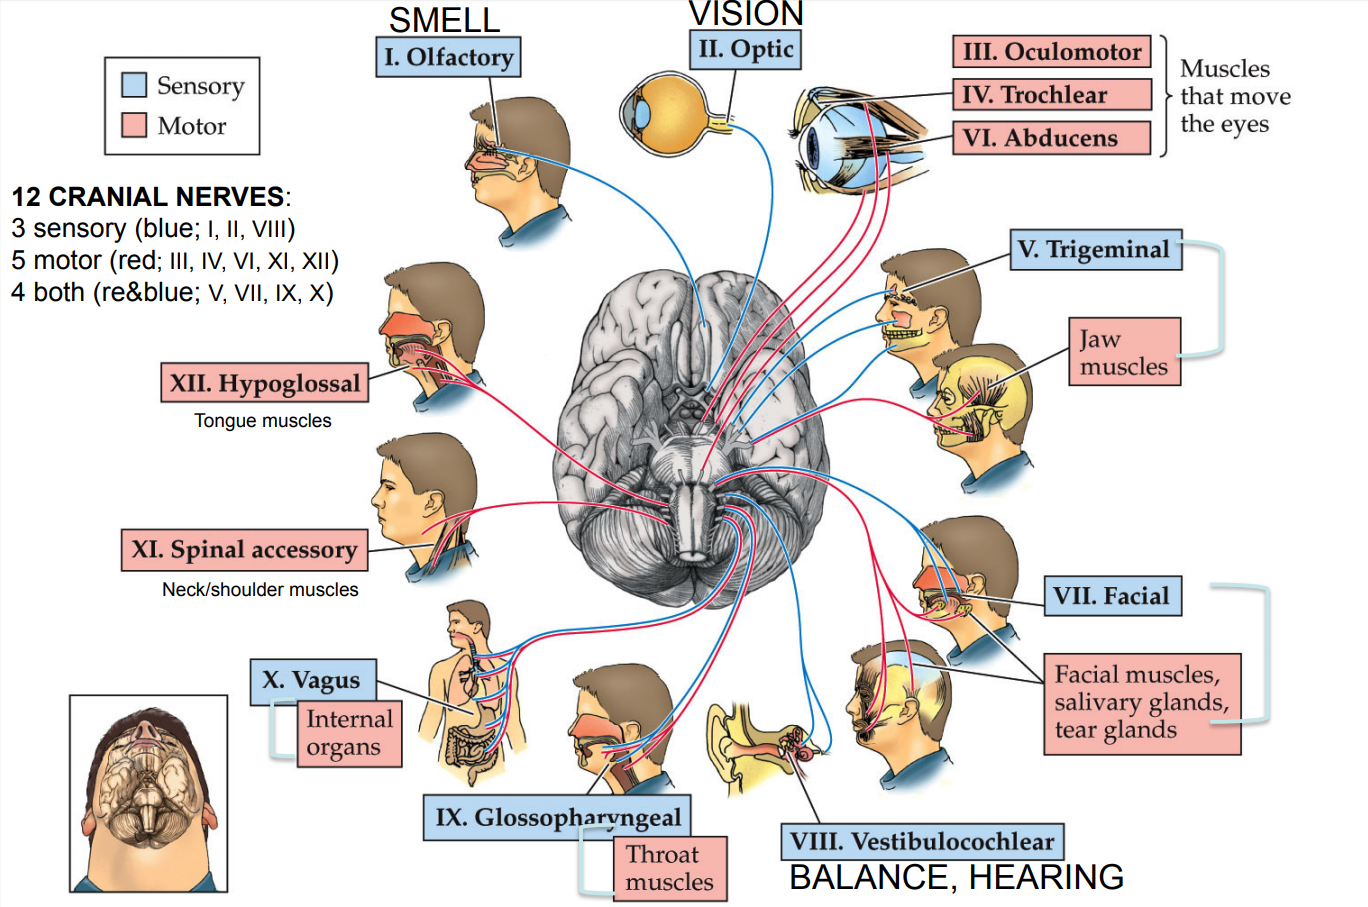 SMELL
I. Olfactory
VISION
II. Optic
III. Oculomotor
IV. Trochlear
VI. Abducens
Muscles
that move
the eyes
Sensory
Motor
12 CRANIAL NERVES:
3 sensory (blue; I, II, VIII)
5 motor (red; III, IV, VI, XI, XII)
4 both (re&blue; V, VII, IX, X)
V. Trigeminal
Jaw
muscles
XII. Hypoglossal
Tongue muscles
XI. Spinal accessory
Neck/shoulder muscles
VII. Facial
Facial muscles,
salivary glands,
tear glands
X. Vagus
Internal
organs
IX. Glossopharyngeal
Throat
muscles
VIII. Vestibulocochlear
BALANCE, HEARING